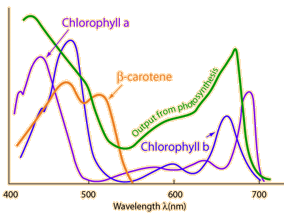 Chlorophyll a
β-carotene
Output from photosynthesis
Chlorophyll b
400 500 600 700
Wavelength λ(nm)